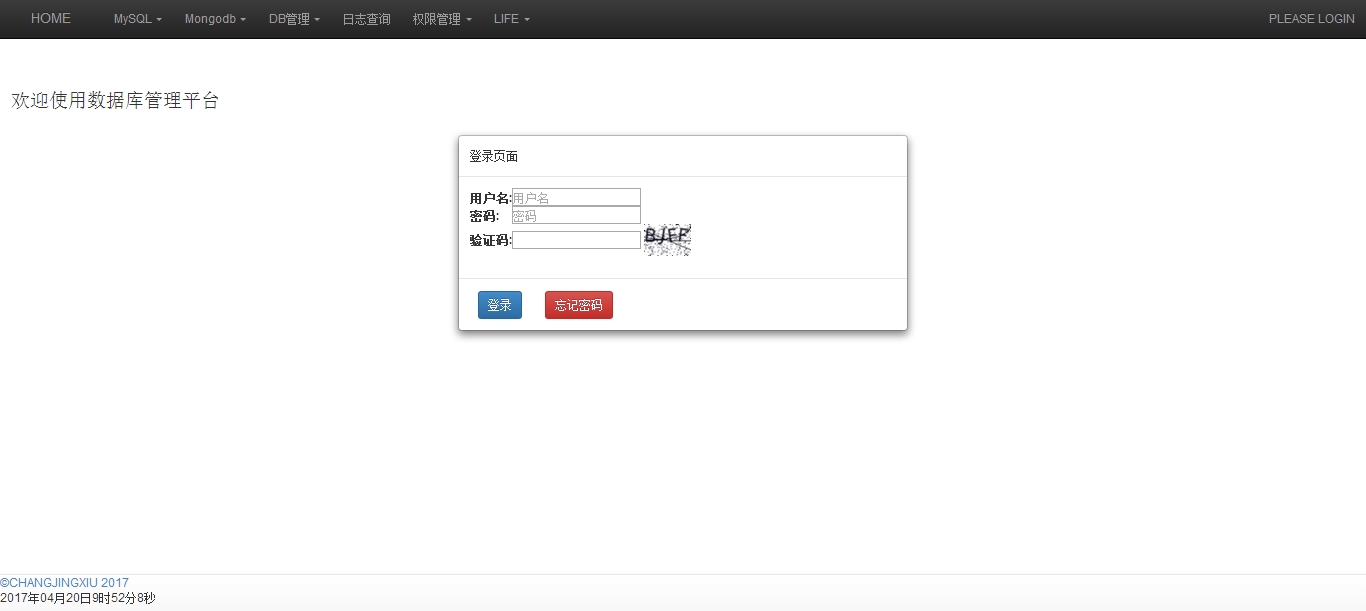 HOME MySQL Mongodb DB管理 日志查询 权限管理 LIFE PLEASE LOGIN
欢迎使用数据库管理平台
登录页面
用户名:用户名
密码: 密码
验证码: BJEF
登录 忘记密码
©CHANGJINGXIU 2017
2017年04月20日9时52分8秒